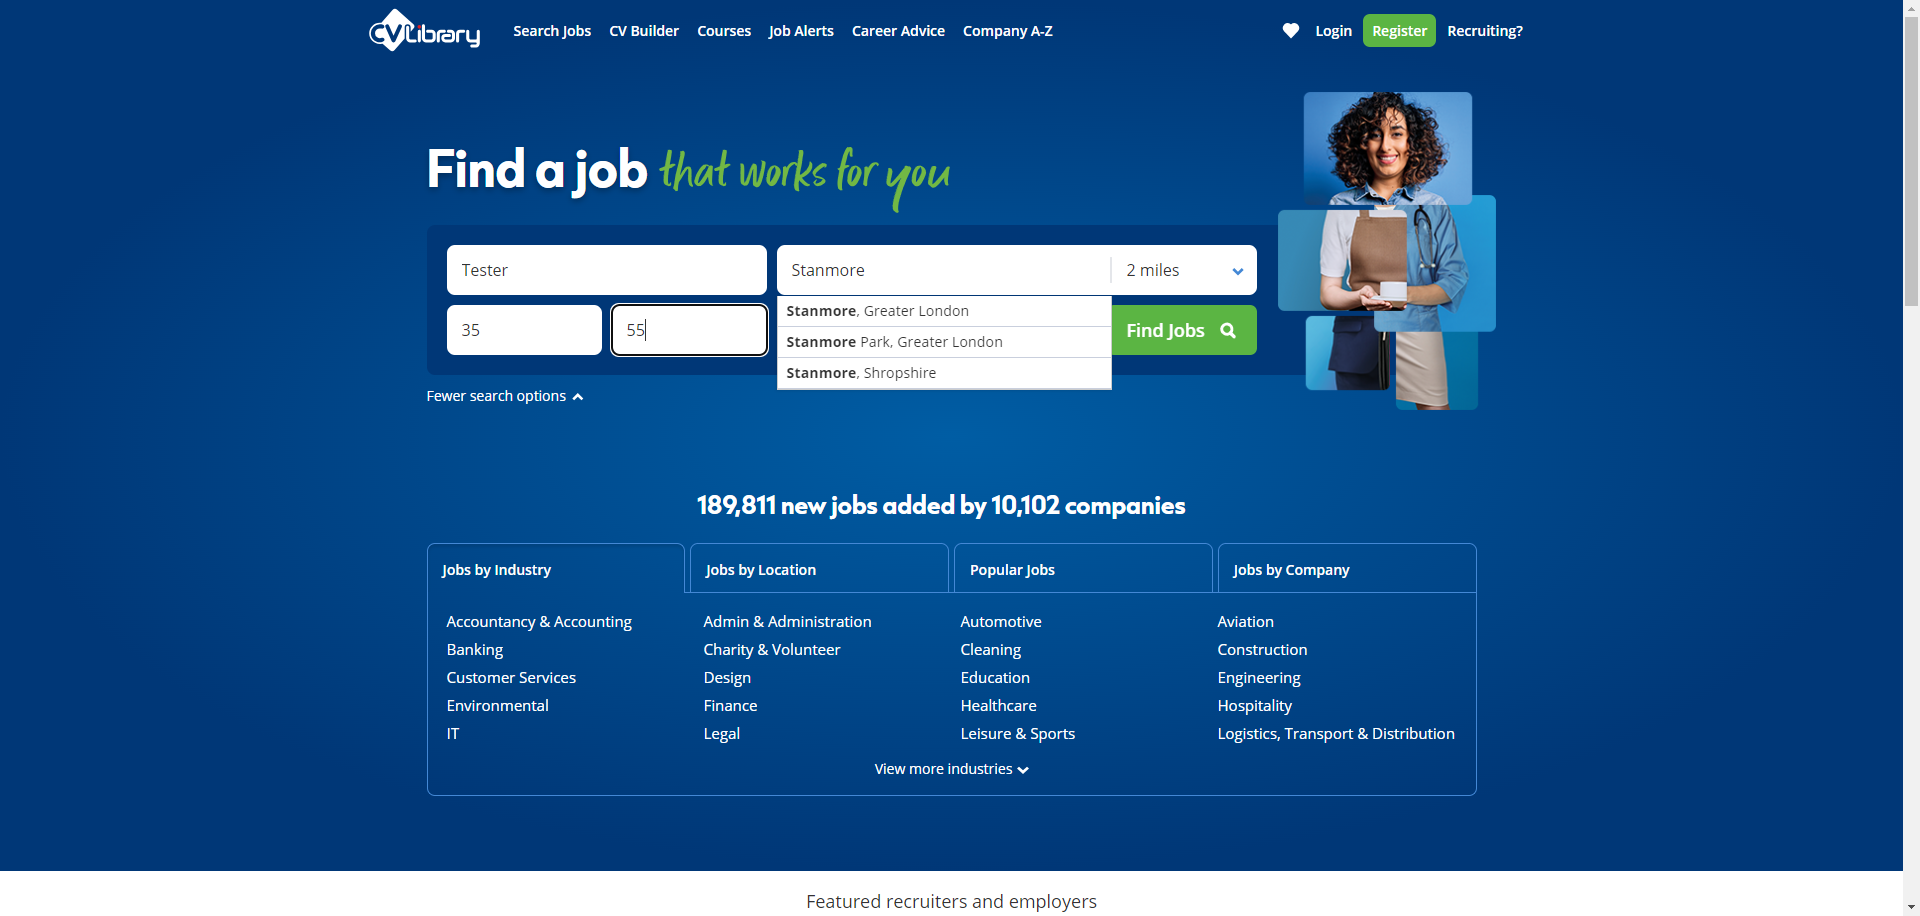 CVLibrary
Search Jobs CV Builder Courses Job Alerts Career Advice Company A-Z Login Register Recruiting?
Find a job that works for you
Tester Stanmore 2 miles
35 55 Find Jobs
Stanmore, Greater London
Stanmore Park, Greater London
Stanmore, Shropshire
Fewer search options
189,811 new jobs added by 10,102 companies
Jobs by Industry Jobs by Location Popular Jobs Jobs by Company
Accountancy & Accounting Admin & Administration Automotive Aviation
Banking Charity & Volunteer Cleaning Construction
Customer Services Design Education Engineering
Environmental Finance Healthcare Hospitality
IT Legal Leisure & Sports Logistics, Transport & Distribution
View more industries
Featured recruiters and employers